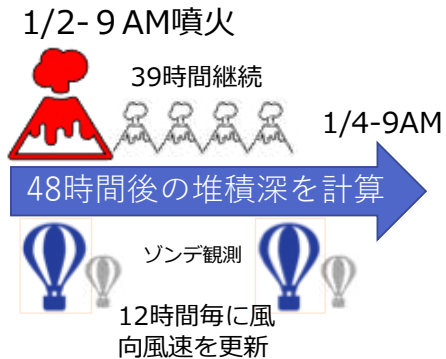 1/2- 9 AM噴火
39時間継続
1/4-9AM
48時間後の堆積深を計算
ゾンデ観測
12時間毎に風
向風速を更新